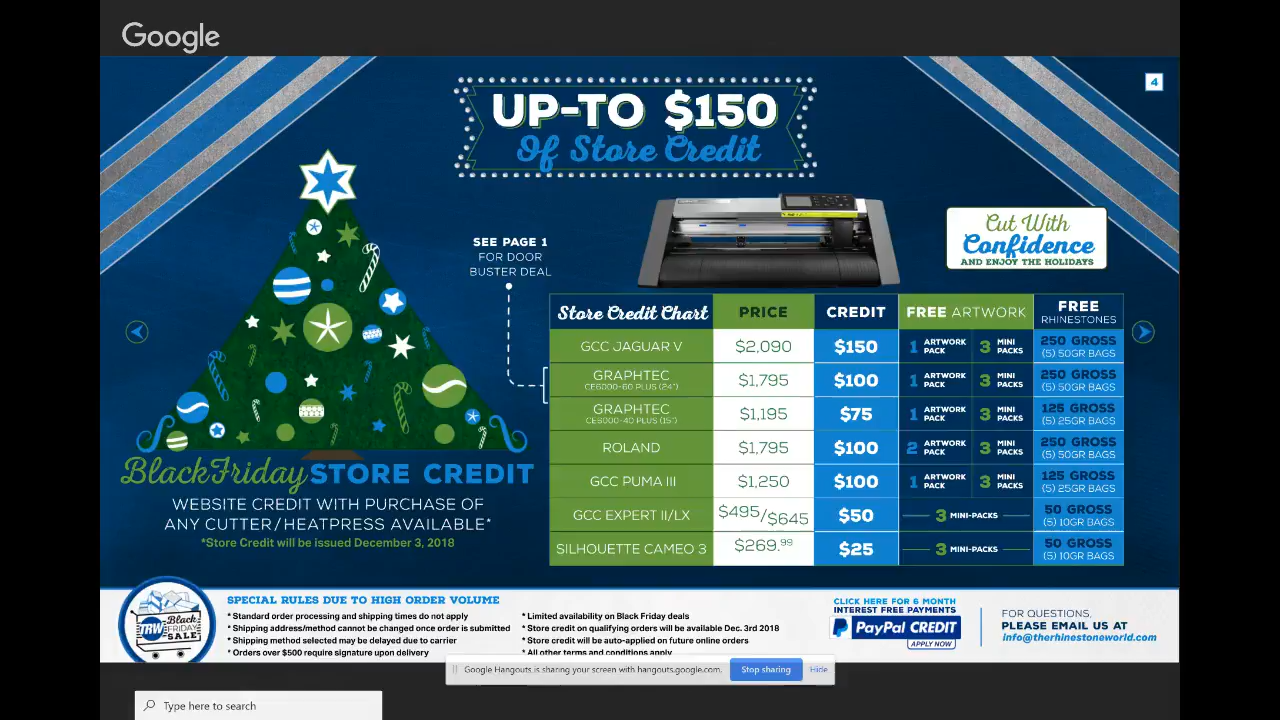 Google
4
UP-TO $150
Of Store Credit
SEE PAGE 1
FOR DOOR
BUSTER DEAL
Cut With
Confidence
AND ENJOY THE HOLIDAYS
Store Credit Chart PRICE CREDIT FREE ARTWORK FREE RHINESTONES
GCC JAGUAR V $2,090 $150 1 ARTWORK PACK 3 MINI PACKS 250 GROSS (5) 50GR BAGS
GRAPHTEC CE6000-60 PLUS (24") $1,795 $100 1 ARTWORK PACK 3 MINI PACKS 250 GROSS (5) 50GR BAGS
GRAPHTEC CE6000-40 PLUS (15") $1,195 $75 1 ARTWORK PACK 3 MINI PACKS 125 GROSS (5) 25GR BAGS
ROLAND $1,795 $100 2 ARTWORK PACK 3 MINI PACKS 250 GROSS (5) 50GR BAGS
GCC PUMA III $1,250 $100 1 ARTWORK PACK 3 MINI PACKS 125 GROSS (5) 25GR BAGS
GCC EXPERT II/LX $495/$645 $50 3 MINI-PACKS 50 GROSS (5) 10GR BAGS
SILHOUETTE CAMEO 3 $269.99 $25 3 MINI-PACKS 50 GROSS (5) 10GR BAGS
BlackFriday STORE CREDIT
WEBSITE CREDIT WITH PURCHASE OF
ANY CUTTER/HEATPRESS AVAILABLE*
*Store Credit will be issued December 3, 2018
TRW Black
FRIDAY
SALE
SPECIAL RULES DUE TO HIGH ORDER VOLUME
* Standard order processing and shipping times do not apply
* Shipping address/method cannot be changed once order is submitted
* Shipping method selected may be delayed due to carrier
* Orders over $500 require signature upon delivery
* Limited availability on Black Friday deals
* Store credit on qualifying orders will be available Dec. 3rd 2018
* Store credit will be auto-applied on future online orders
* All other terms and conditions apply
CLICK HERE FOR 6 MONTH
INTEREST FREE PAYMENTS
PayPal CREDIT
APPLY NOW
FOR QUESTIONS,
PLEASE EMAIL US AT
info@therhinestoneworld.com
Google Hangouts is sharing your screen with hangouts.google.com. Stop sharing Hide
Type here to search